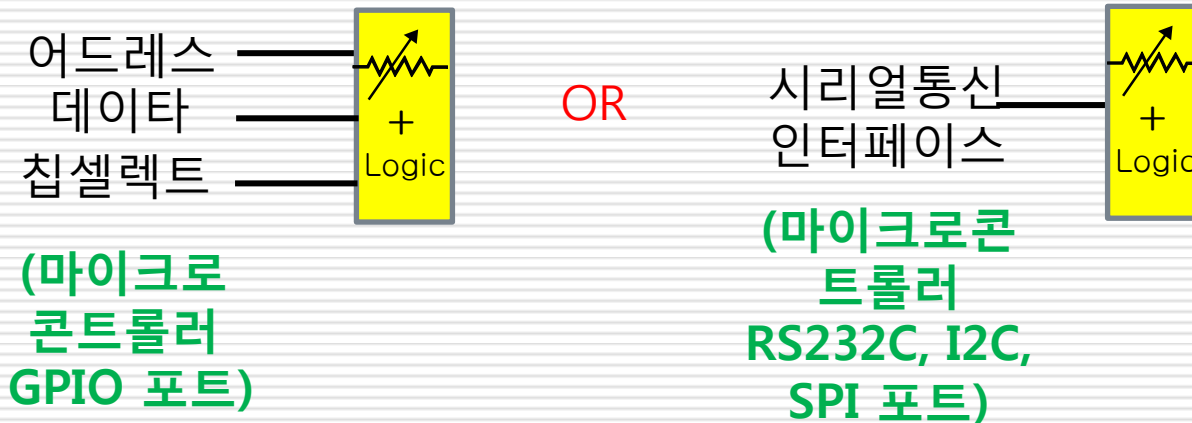 어드레스
데이타
칩셀렉트
+
Logic
(마이크로
콘트롤러
GPIO 포트)
OR
시리얼통신
인터페이스
+
Logic
(마이크로콘
트롤러
RS232C, I2C,
SPI 포트)